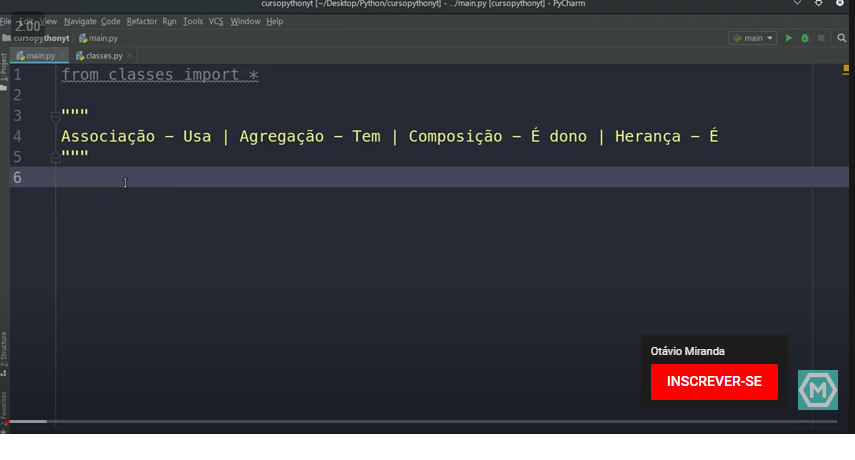 cursopythonyt [~/Desktop/Python/cursopythonyt] - .../main.py [cursopythonyt] - PyCharm
File Edit View Navigate Code Refactor Run Tools VCS Window Help
2:00
cursopythonyt main.py
main
main.py classes.py
1: Project
1 from classes import *
2
3 """
4 Associação - Usa | Agregação - Tem | Composição - É dono | Herança - É
5 """
6
Otávio Miranda
INSCREVER-SE
M
Z: Structure
2: Favorites